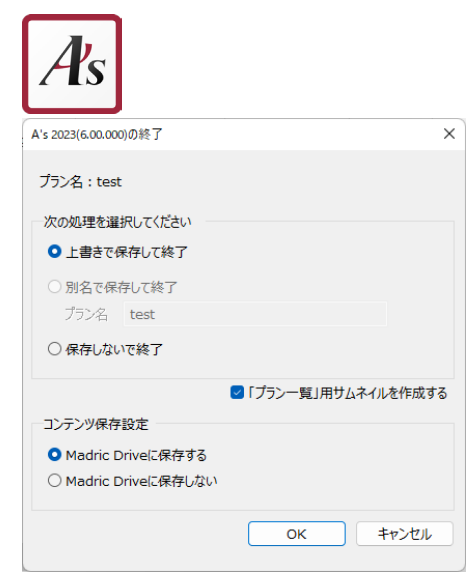 A's
A's 2023(6.00.000)の終了
プラン名：test
次の処理を選択してください
上書きで保存して終了
別名で保存して終了
プラン名 test
保存しないで終了
「プラン一覧」用サムネイルを作成する
コンテンツ保存設定
Madric Driveに保存する
Madric Driveに保存しない
OK キャンセル